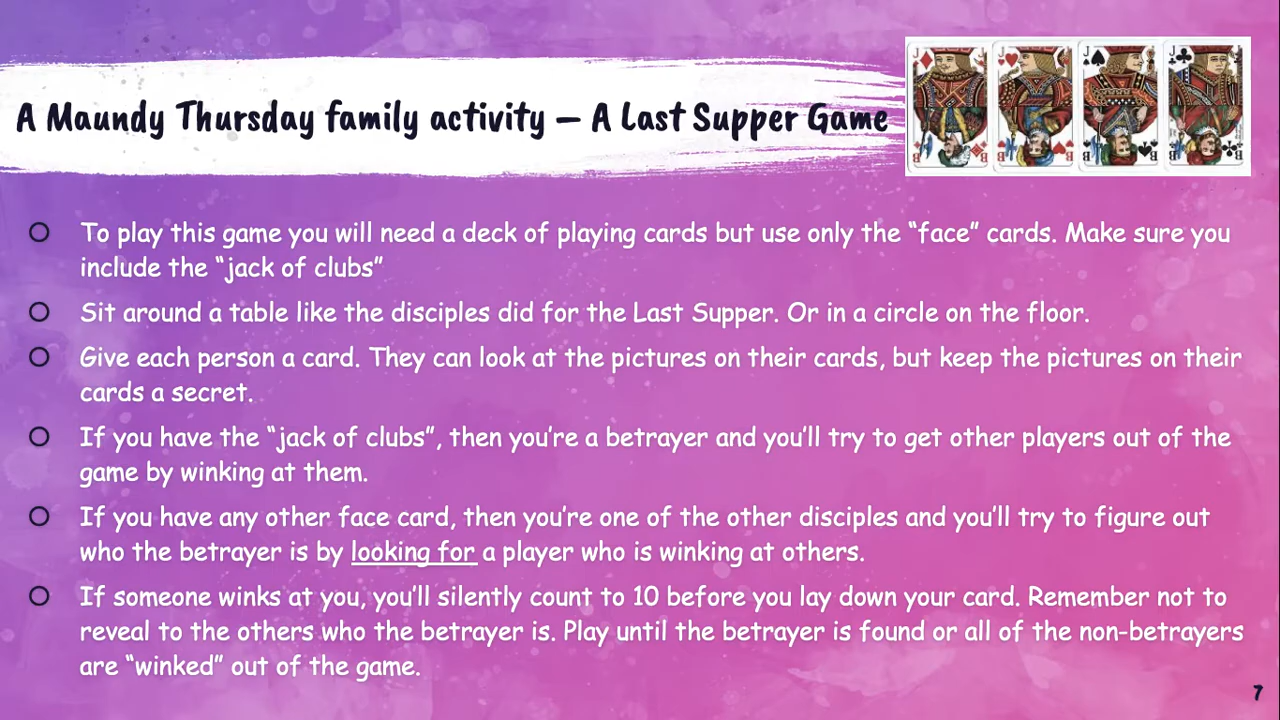 A Maundy Thursday family activity – A Last Supper Game
J J J J
To play this game you will need a deck of playing cards but use only the “face” cards. Make sure you
include the “jack of clubs”
Sit around a table like the disciples did for the Last Supper. Or in a circle on the floor.
Give each person a card. They can look at the pictures on their cards, but keep the pictures on their
cards a secret.
If you have the “jack of clubs”, then you’re a betrayer and you’ll try to get other players out of the
game by winking at them.
If you have any other face card, then you’re one of the other disciples and you’ll try to figure out
who the betrayer is by looking for a player who is winking at others.
If someone winks at you, you’ll silently count to 10 before you lay down your card. Remember not to
reveal to the others who the betrayer is. Play until the betrayer is found or all of the non-betrayers
are “winked” out of the game.
7